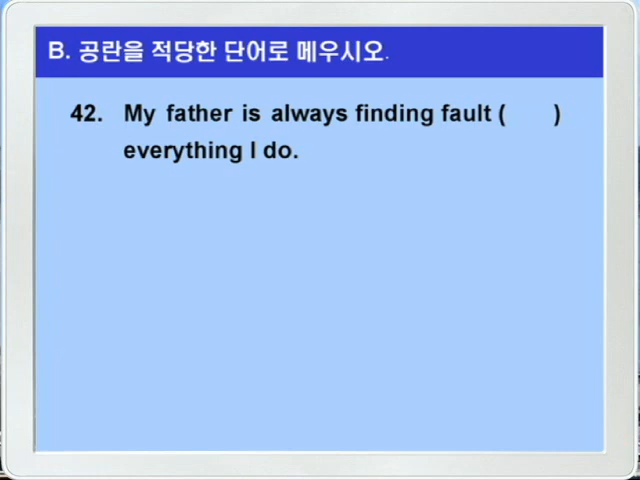 B. 공란을 적당한 단어로 메우시오.
42. My father is always finding fault ( )
everything I do.